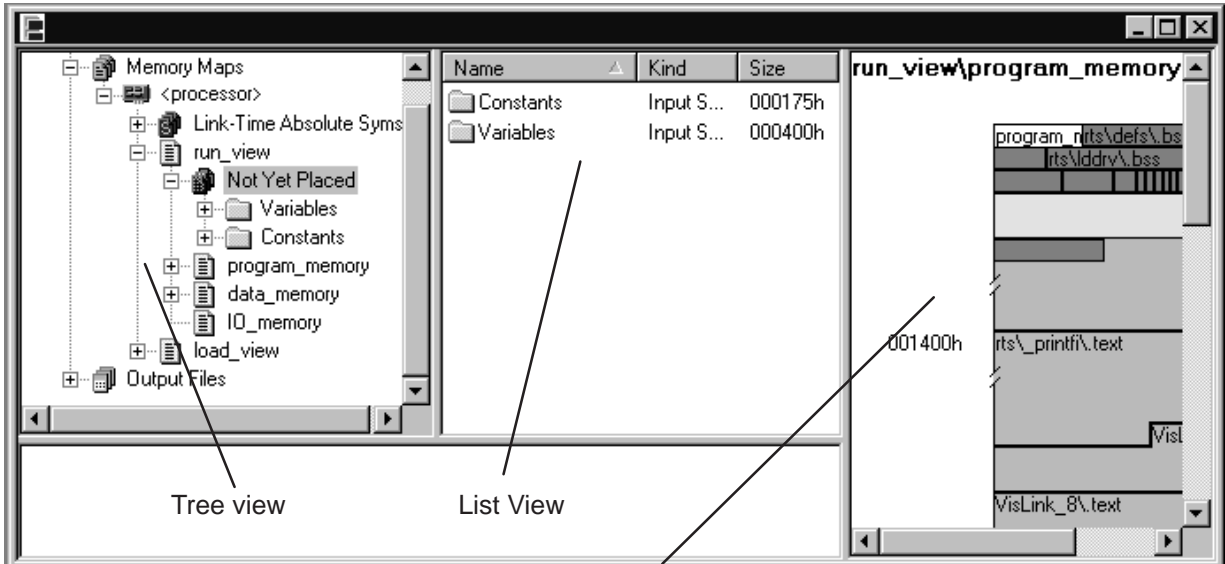 Memory Maps
<processor>
Link-Time Absolute Syms
run_view
Not Yet Placed
Variables
Constants
program_memory
data_memory
IO_memory
load_view
Output Files
Name Kind Size
Constants Input S... 000175h
Variables Input S... 000400h
run_view\program_memory
program_n rts\defs\.bs
rts\lddrv\.bss
001400h rts\_printfi\.text
VisL
VisLink_8\.text
Tree view
List View